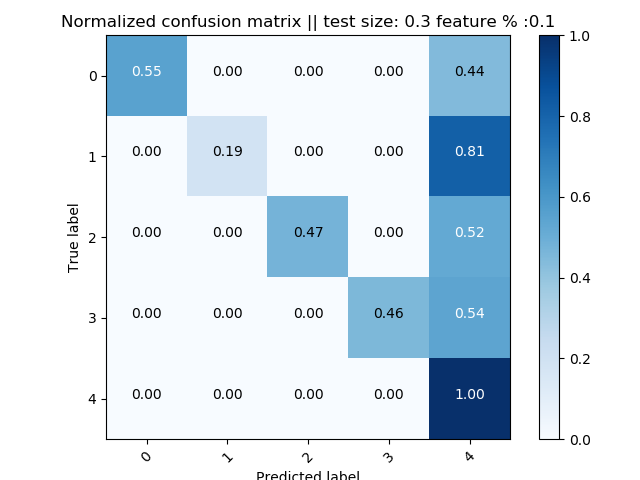 Normalized confusion matrix || test size: 0.3 feature % :0.1
0 0.55 0.00 0.00 0.00 0.44
1 0.00 0.19 0.00 0.00 0.81
2 0.00 0.00 0.47 0.00 0.52
3 0.00 0.00 0.00 0.46 0.54
4 0.00 0.00 0.00 0.00 1.00
True label
0 1 2 3 4
Predicted label
1.0
0.8
0.6
0.4
0.2
0.0